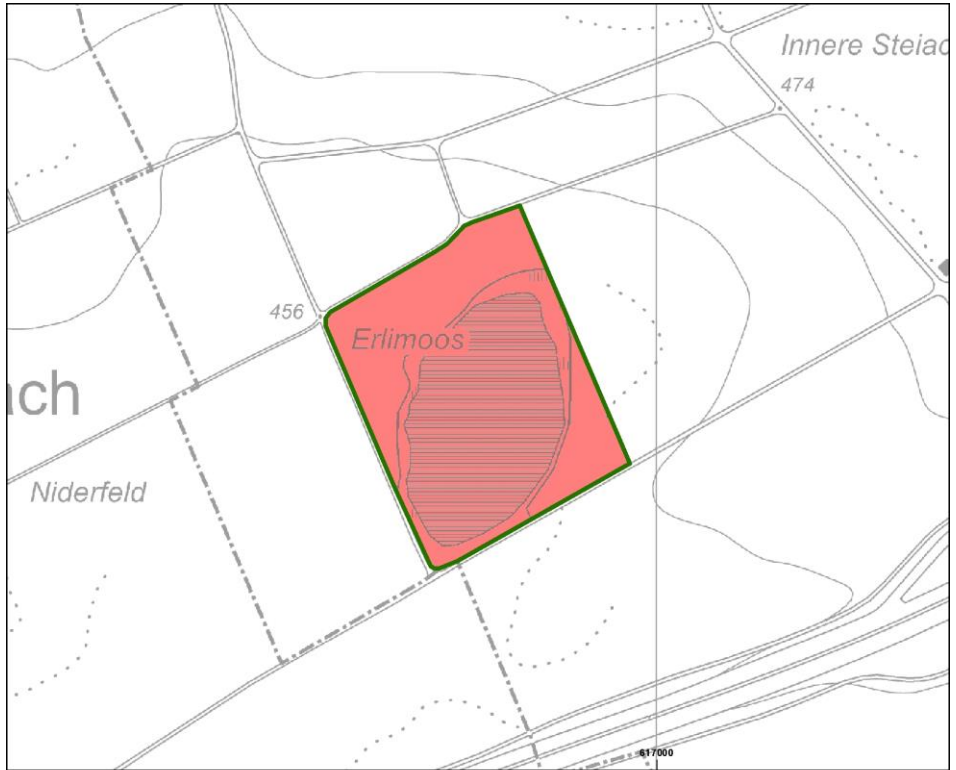 Innere Steiac
474
456
Erlimoos
ach
Niderfeld
617000